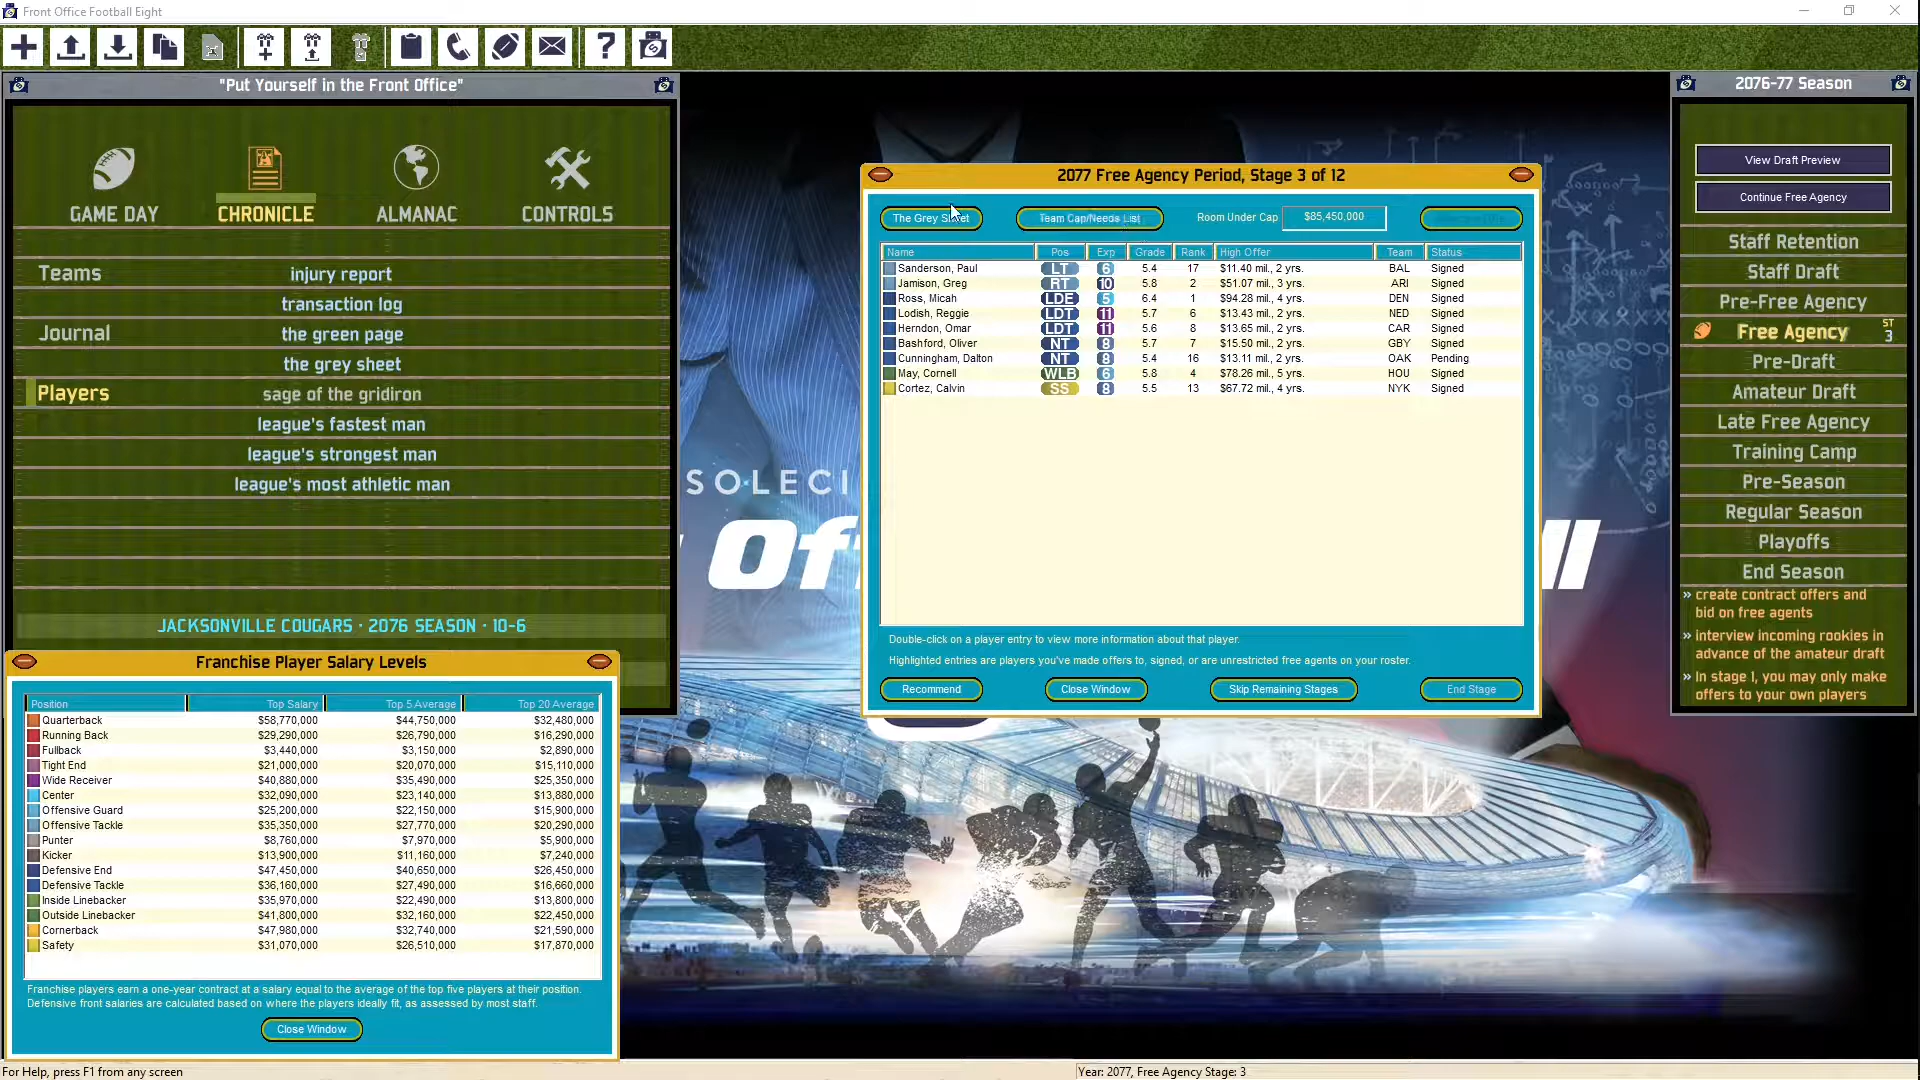 Front Office Football Eight
"Put Yourself in the Front Office"
GAME DAY
CHRONICLE
ALMANAC
CONTROLS
Teams
injury report
transaction log
Journal
the green page
the grey sheet
Players
sage of the gridiron
league's fastest man
league's strongest man
league's most athletic man
JACKSONVILLE COUGARS · 2076 SEASON · 10-6
Franchise Player Salary Levels
Position Top Salary Top 5 Average Top 20 Average
Quarterback $58,770,000 $44,750,000 $32,480,000
Running Back $29,290,000 $26,790,000 $16,290,000
Fullback $3,440,000 $3,150,000 $2,890,000
Tight End $21,000,000 $20,070,000 $15,110,000
Wide Receiver $40,880,000 $35,490,000 $25,350,000
Center $32,090,000 $23,140,000 $13,880,000
Offensive Guard $25,200,000 $22,150,000 $15,900,000
Offensive Tackle $35,350,000 $27,770,000 $20,290,000
Punter $8,760,000 $7,970,000 $5,900,000
Kicker $13,900,000 $11,160,000 $7,240,000
Defensive End $47,450,000 $40,650,000 $26,450,000
Defensive Tackle $36,160,000 $27,490,000 $16,660,000
Inside Linebacker $35,970,000 $22,490,000 $13,800,000
Outside Linebacker $41,800,000 $32,160,000 $22,450,000
Cornerback $47,980,000 $32,740,000 $21,590,000
Safety $31,070,000 $26,510,000 $17,870,000
Franchise players earn a one-year contract at a salary equal to the average of the top five players at their position.
Defensive front salaries are calculated based on where the players ideally fit, as assessed by most staff.
Close Window
SOLECI
Of
ll
2077 Free Agency Period, Stage 3 of 12
The Grey Sheet
Team Cap/Needs List
Room Under Cap $85,450,000
Name Pos Exp Grade Rank High Offer Team Status
Sanderson, Paul LT 6 5.4 17 $11.40 mil., 2 yrs. BAL Signed
Jamison, Greg RT 10 5.8 2 $51.07 mil., 3 yrs. ARI Signed
Ross, Micah LDE 5 6.4 1 $94.28 mil., 4 yrs. DEN Signed
Lodish, Reggie LDT 11 5.7 6 $13.43 mil., 2 yrs. NED Signed
Herndon, Omar LDT 11 5.6 8 $13.65 mil., 2 yrs. CAR Signed
Bashford, Oliver NT 8 5.7 7 $15.50 mil., 2 yrs. GBY Signed
Cunningham, Dalton NT 8 5.4 16 $13.11 mil., 2 yrs. OAK Pending
May, Cornell WLB 6 5.8 4 $78.26 mil., 5 yrs. HOU Signed
Cortez, Calvin SS 8 5.5 13 $67.72 mil., 4 yrs. NYK Signed
Double-click on a player entry to view more information about that player.
Highlighted entries are players you've made offers to, signed, or are unrestricted free agents on your roster.
Recommend
Close Window
Skip Remaining Stages
End Stage
2076-77 Season
View Draft Preview
Continue Free Agency
Staff Retention
Staff Draft
Pre-Free Agency
Free Agency ST 3
Pre-Draft
Amateur Draft
Late Free Agency
Training Camp
Pre-Season
Regular Season
Playoffs
End Season
» create contract offers and
bid on free agents
» interview incoming rookies in
advance of the amateur draft
» In stage 1, you may only make
offers to your own players
For Help, press F1 from any screen
Year: 2077, Free Agency Stage: 3